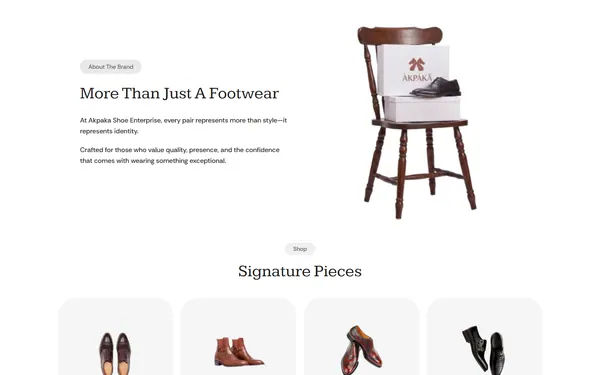 About The Brand
More Than Just A Footwear
At Akpaka Shoe Enterprise, every pair represents more than style—it
represents identity.
Crafted for those who value quality, presence, and the confidence
that comes with wearing something exceptional.
ÀKPÀKÀ
Shop
Signature Pieces